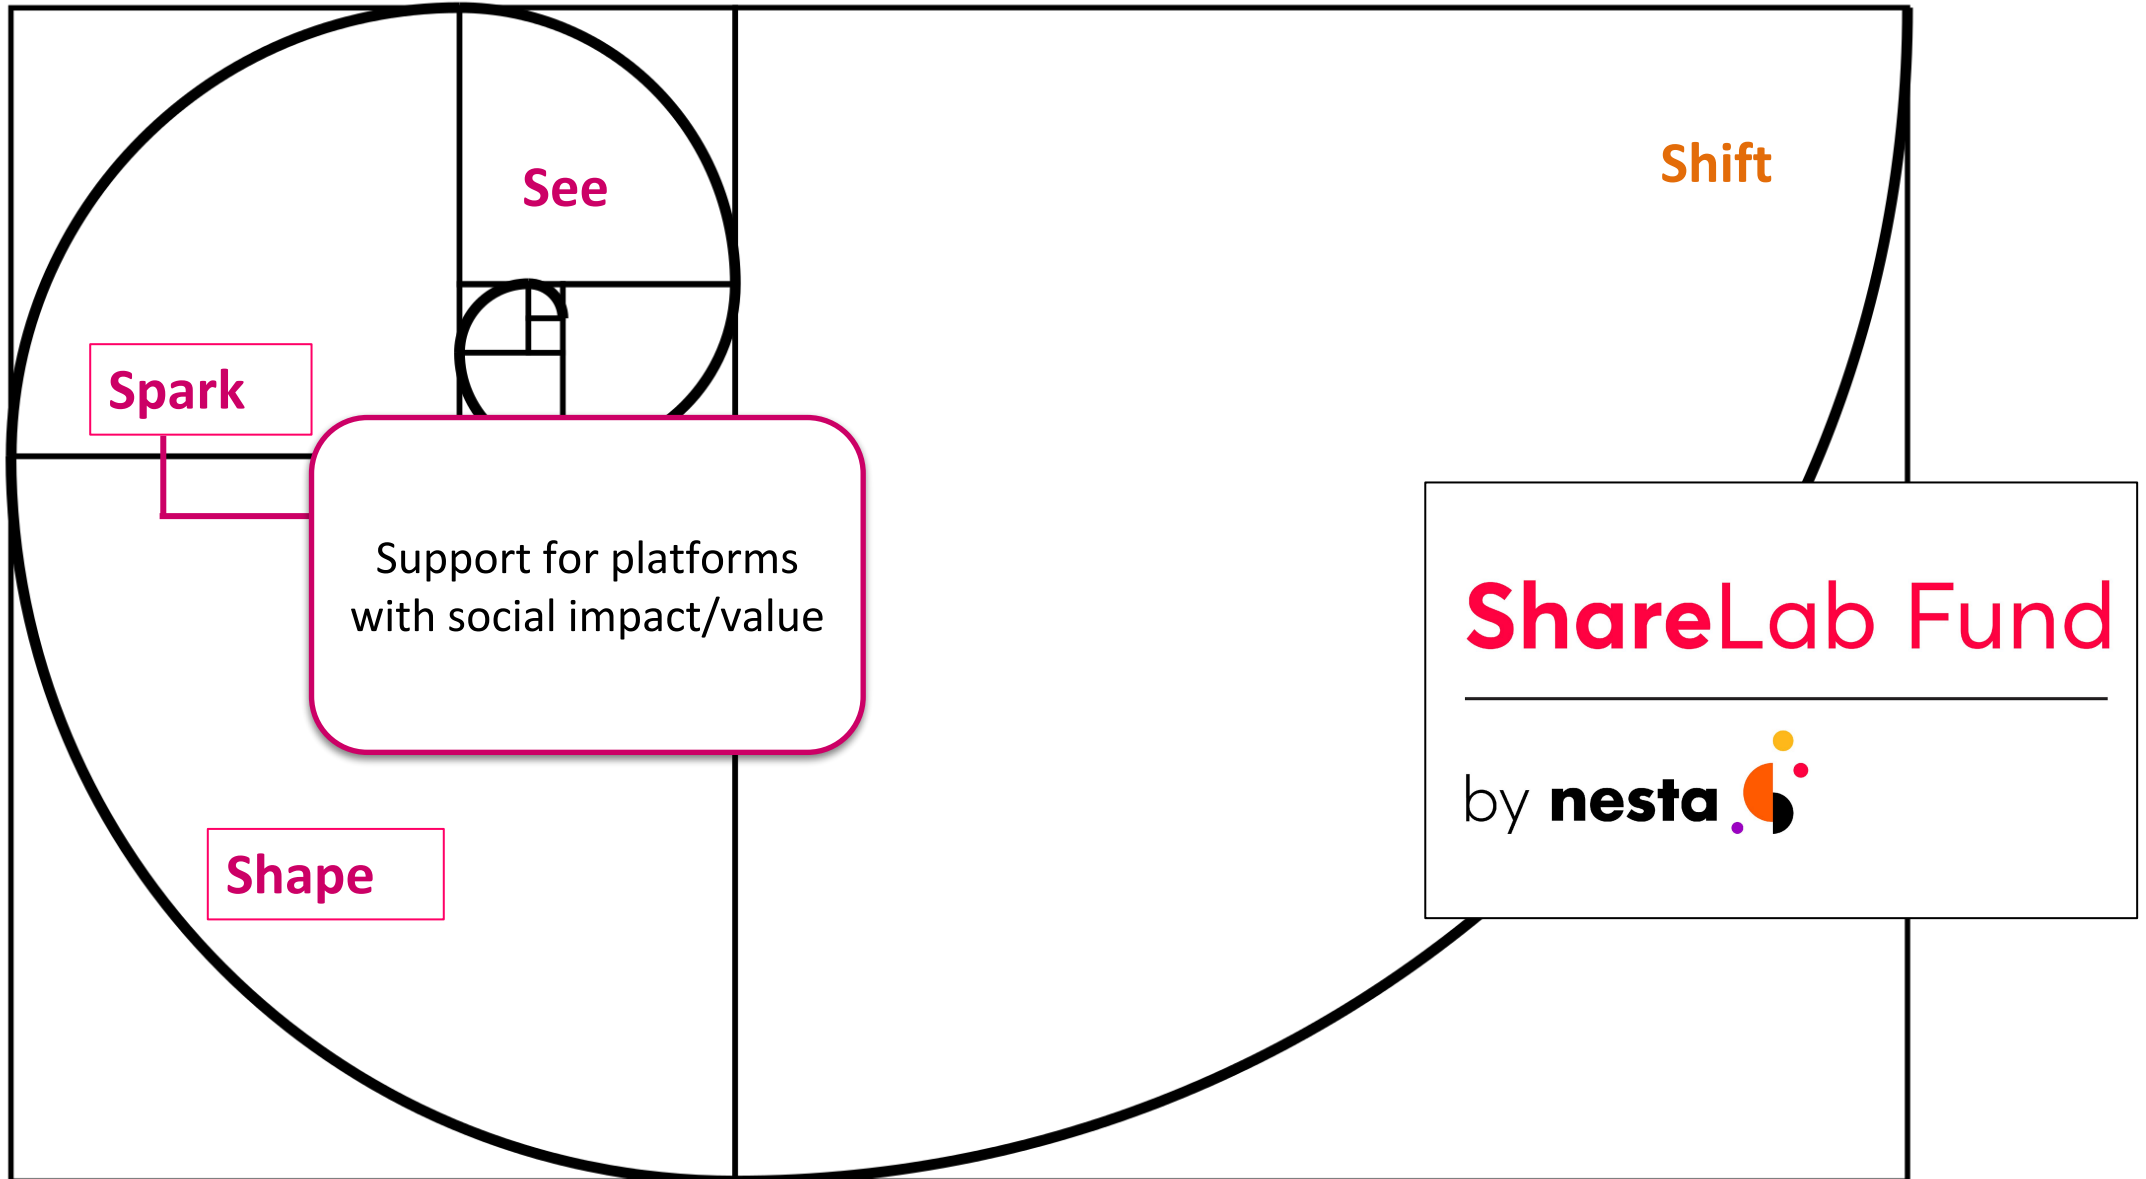 See
Shift
Spark
Support for platforms
with social impact/value
ShareLab Fund
by nesta
Shape